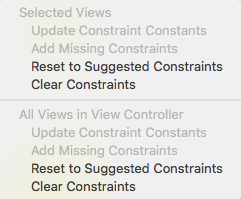 Selected Views
Update Constraint Constants
Add Missing Constraints
Reset to Suggested Constraints
Clear Constraints
All Views in View Controller
Update Constraint Constants
Add Missing Constraints
Reset to Suggested Constraints
Clear Constraints